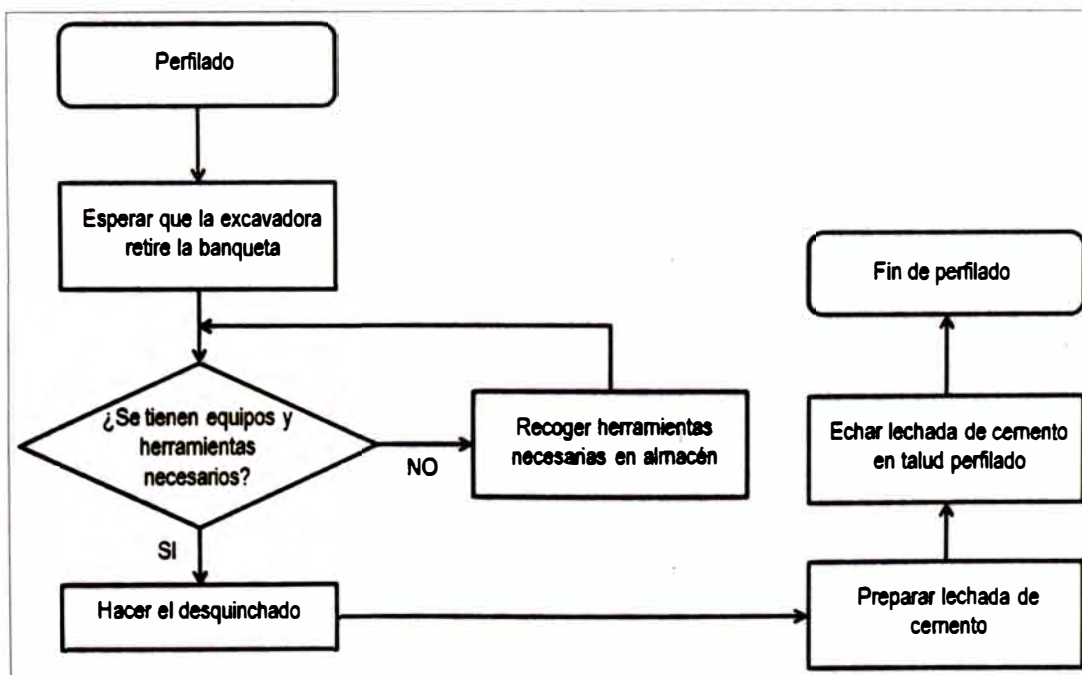 Perfilado
Esperar que la excavadora
retire la banqueta
¿Se tienen equipos y
herramientas
necesarios?
NO
Recoger herramientas
necesarias en almacén
SI
Hacer el desquinchado
Preparar lechada de
cemento
Echar lechada de cemento
en talud perfilado
Fin de perfilado